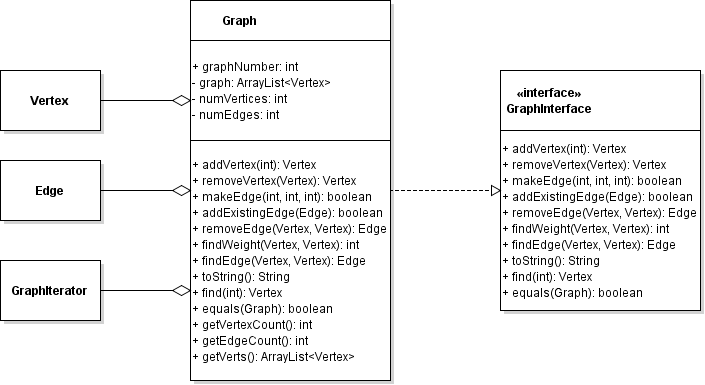 Graph
+ graphNumber: int
- graph: ArrayList<Vertex>
- numVertices: int
- numEdges: int
+ addVertex(int): Vertex
+ removeVertex(Vertex): Vertex
+ makeEdge(int, int, int): boolean
+ addExistingEdge(Edge): boolean
+ removeEdge(Vertex, Vertex): Edge
+ findWeight(Vertex, Vertex): int
+ findEdge(Vertex, Vertex): Edge
+ toString(): String
+ find(int): Vertex
+ equals(Graph): boolean
+ getVertexCount(): int
+ getEdgeCount(): int
+ getVerts(): ArrayList<Vertex>
Vertex
Edge
GraphIterator
«interface»
GraphInterface
+ addVertex(int): Vertex
+ removeVertex(Vertex): Vertex
+ makeEdge(int, int, int): boolean
+ addExistingEdge(Edge): boolean
+ removeEdge(Vertex, Vertex): Edge
+ findWeight(Vertex, Vertex): int
+ findEdge(Vertex, Vertex): Edge
+ toString(): String
+ find(int): Vertex
+ equals(Graph): boolean